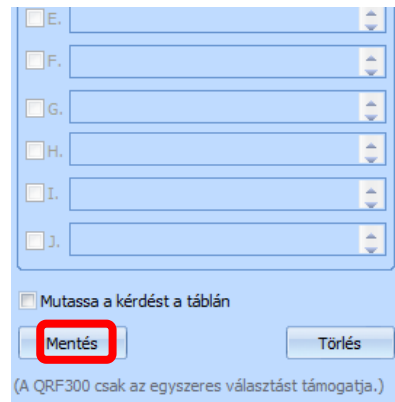 E.
F.
G.
H.
I.
J.
Mutassa a kérdést a táblán
Mentés Törlés
(A QRF300 csak az egyszeres választást támogatja.)